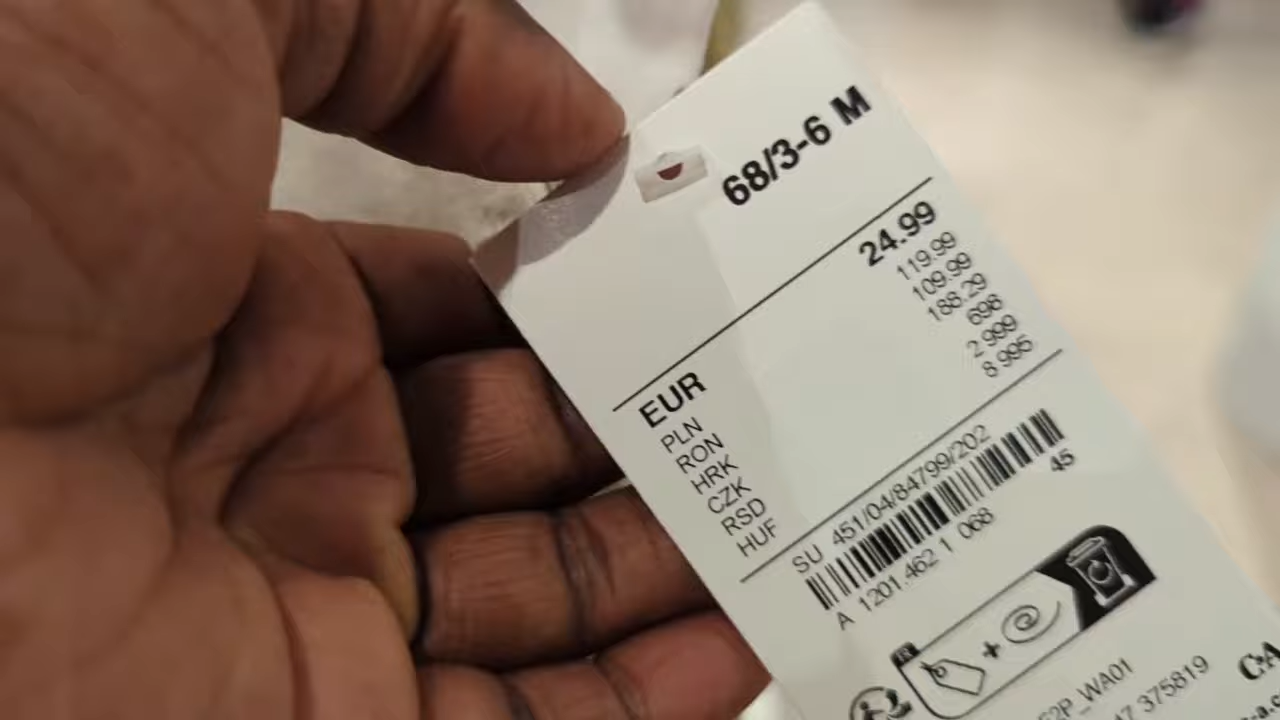 68/3-6 M
EUR 24.99
PLN 119.99
RON 109.99
HRK 188.29
CZK 698
RSD 2 999
HUF 8 995
SU 451/04/84799/202
45
A 1201.462 1 068
FR
+
C&A